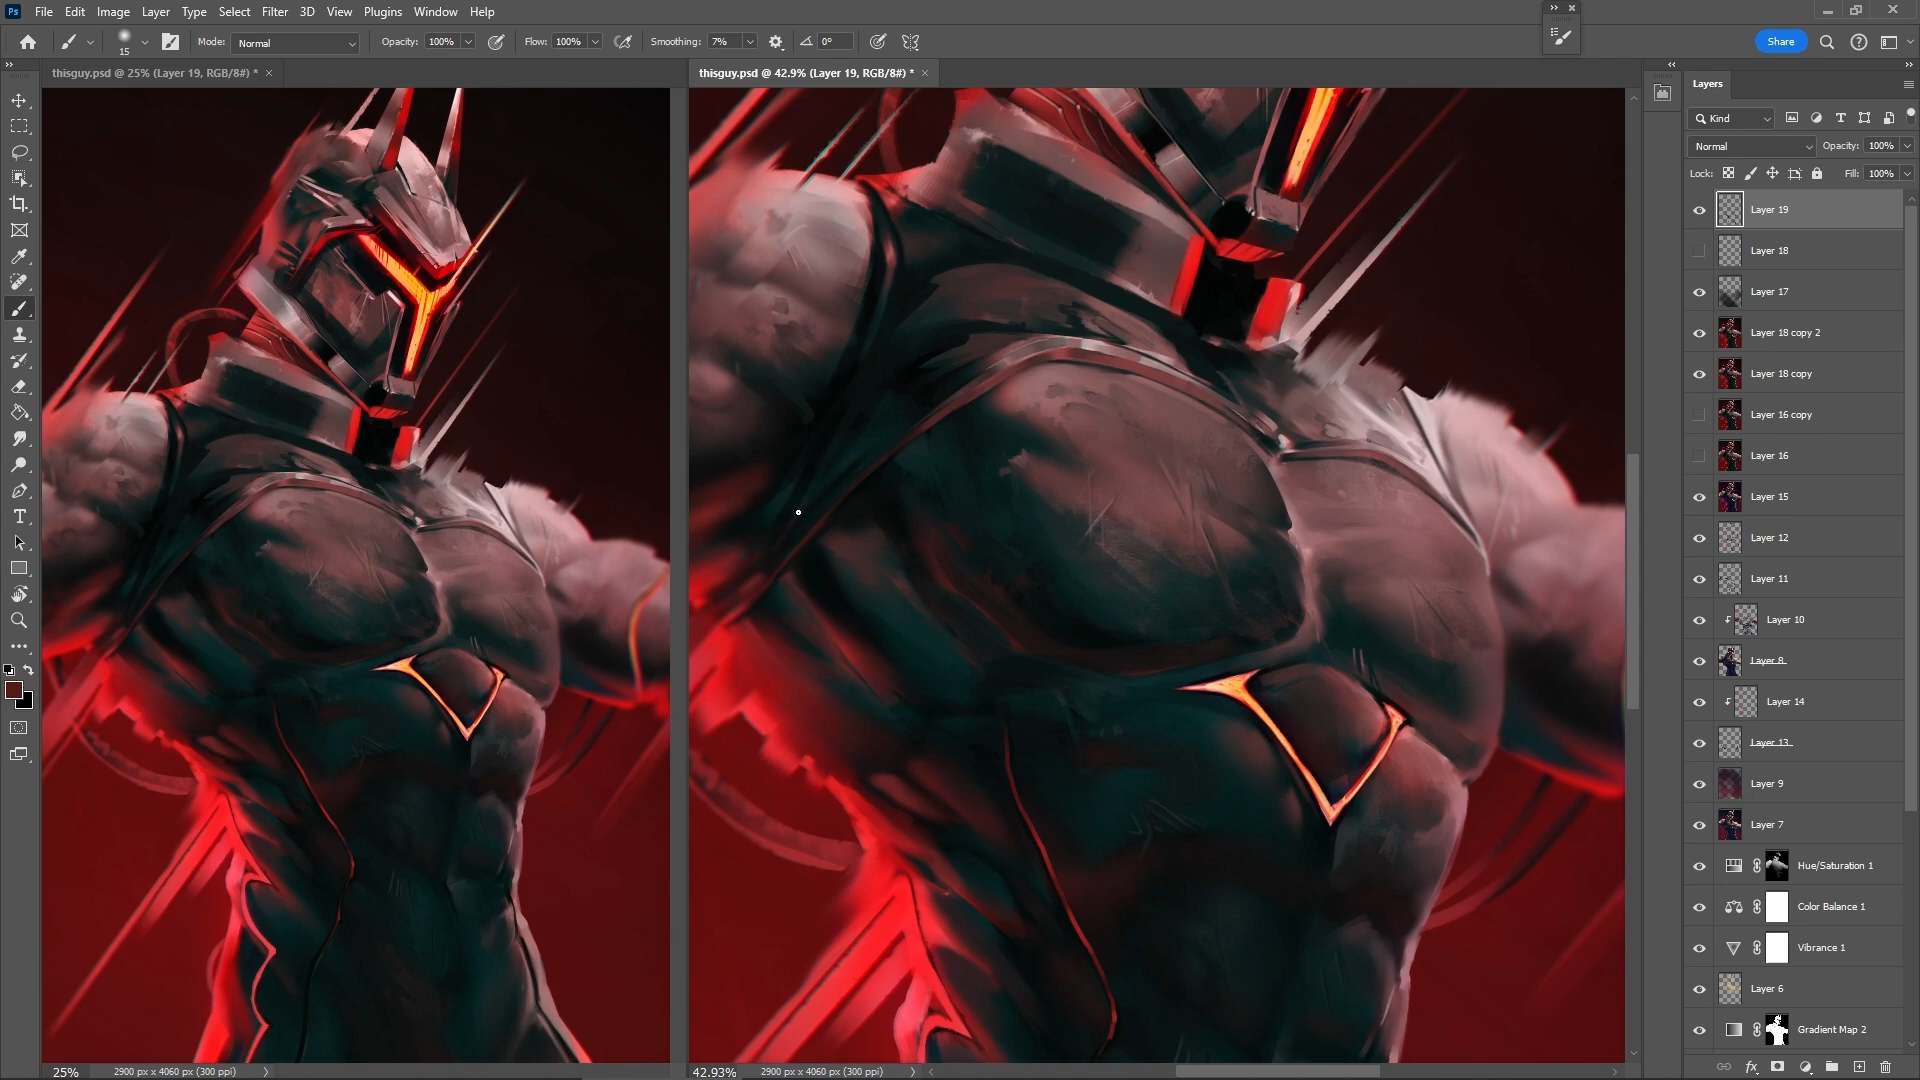 Ps File Edit Image Layer Type Select Filter 3D View Plugins Window Help
15 Mode: Normal Opacity: 100% Flow: 100% Smoothing: 7% 0° Share
thisguy.psd @ 25% (Layer 19, RGB/8#) *
thisguy.psd @ 42.9% (Layer 19, RGB/8#) *
Layers
Kind
Normal Opacity: 100%
Lock: Fill: 100%
Layer 19
Layer 18
Layer 17
Layer 18 copy 2
Layer 18 copy
Layer 16 copy
Layer 16
Layer 15
Layer 12
Layer 11
Layer 10
Layer 8
Layer 14
Layer 13
Layer 9
Layer 7
Hue/Saturation 1
Color Balance 1
Vibrance 1
Layer 6
Gradient Map 2
25% 2900 px x 4060 px (300 ppi)
42.93% 2900 px x 4060 px (300 ppi)